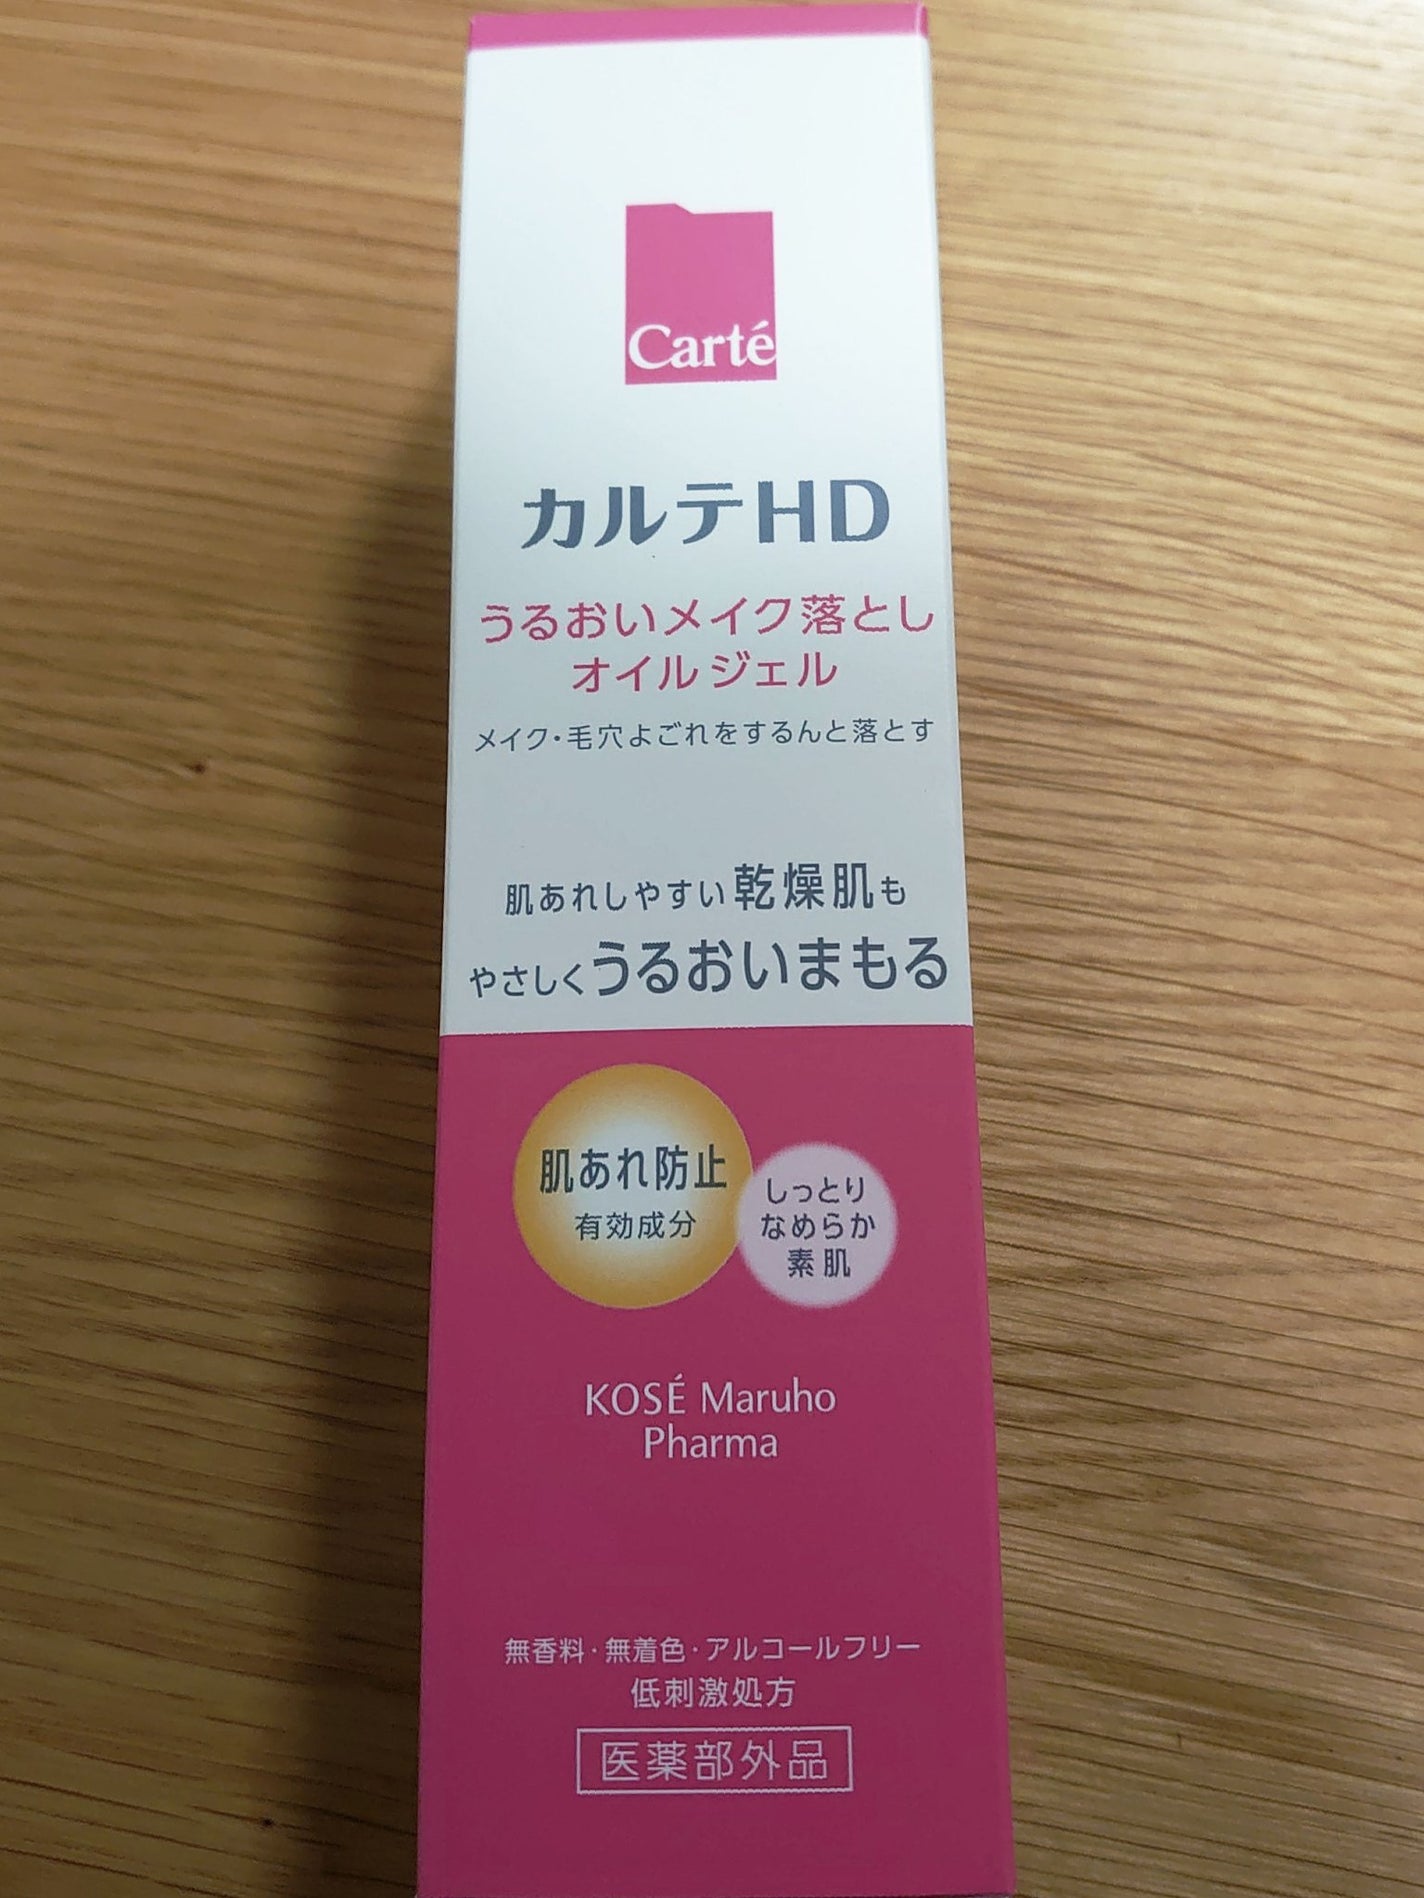 Carté
カルテHD
うるおいメイク落とし
オイルジェル
メイク・毛穴よごれをするんと落とす
肌あれしやすい乾燥肌も
やさしくうるおいまもる
肌あれ防止
有効成分
しっとり
なめらか
素肌
KOSÉ Maruho
Pharma
無香料・無着色・アルコールフリー
低刺激処方
医薬部外品